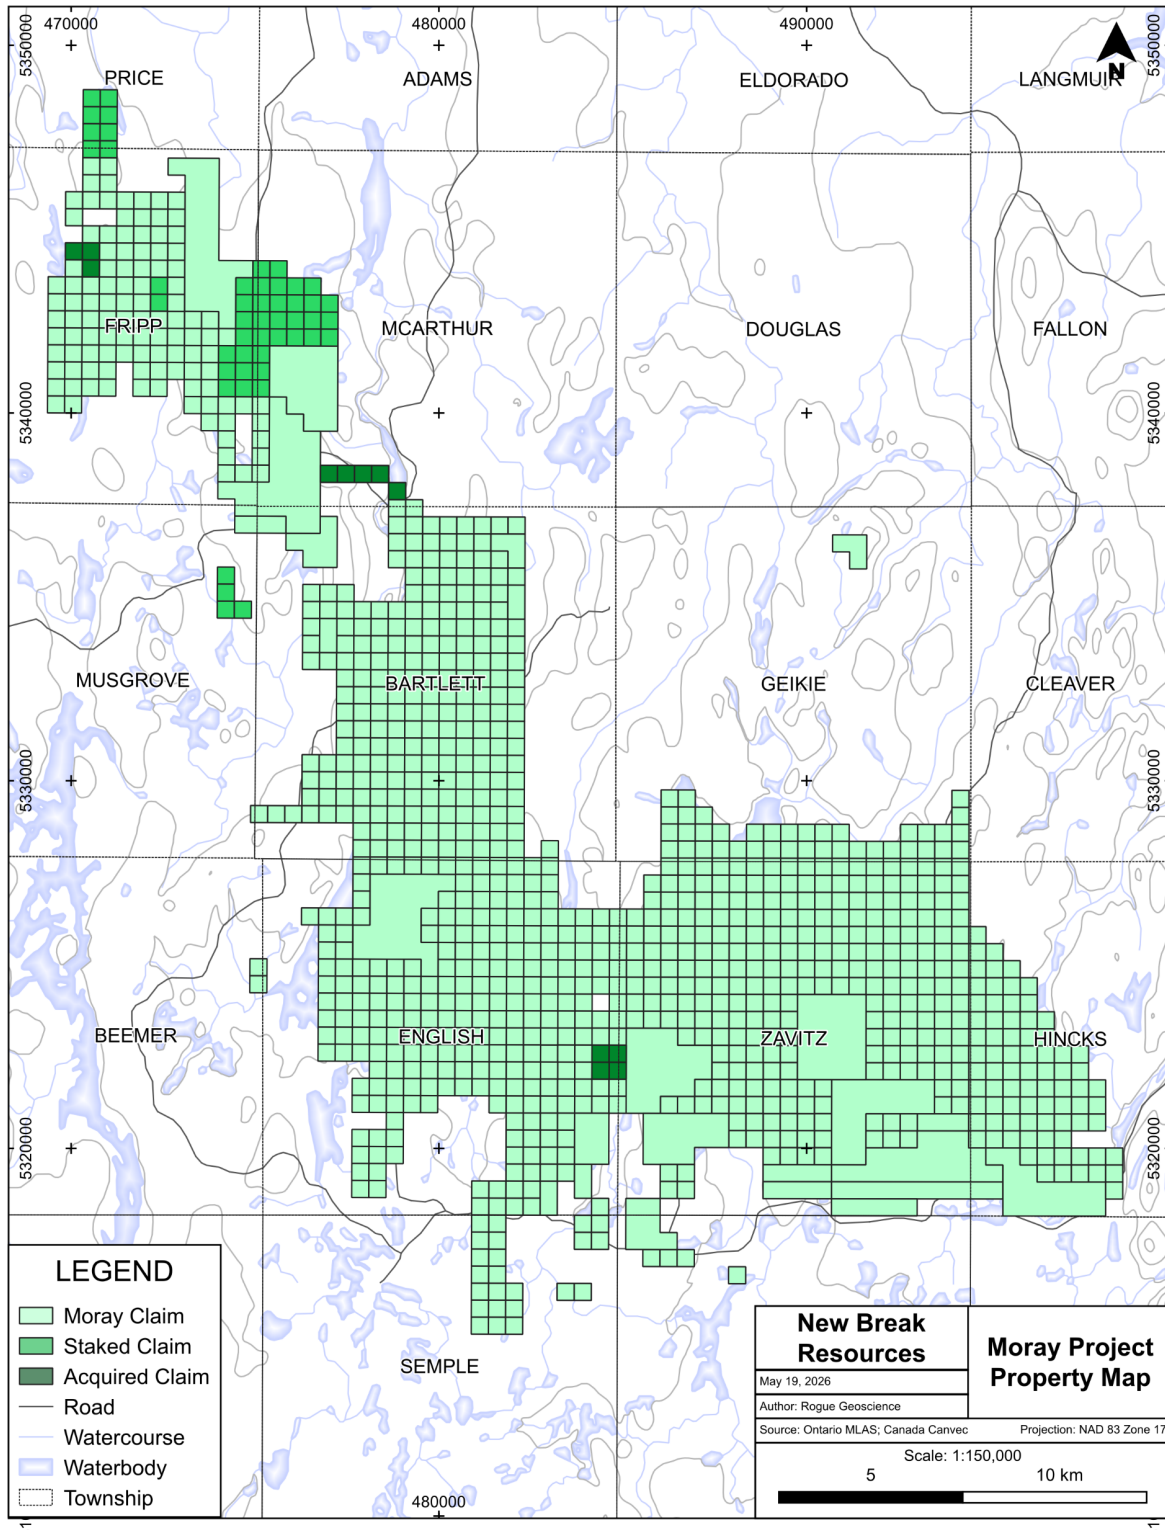 470000
480000
490000
5350000
5350000
N
PRICE
ADAMS
ELDORADO
LANGMUIR
FRIPP
MCARTHUR
DOUGLAS
FALLON
5340000
5340000
MUSGROVE
BARTLETT
GEIKIE
CLEAVER
5330000
5330000
BEEMER
ENGLISH
ZAVITZ
HINCKS
5320000
5320000
SEMPLE
480000
LEGEND
Moray Claim
Staked Claim
Acquired Claim
Road
Watercourse
Waterbody
Township
New Break
Resources
May 19, 2026
Author: Rogue Geoscience
Moray Project
Property Map
Source: Ontario MLAS; Canada Canvec
Projection: NAD 83 Zone 17
Scale: 1:150,000
5
10 km